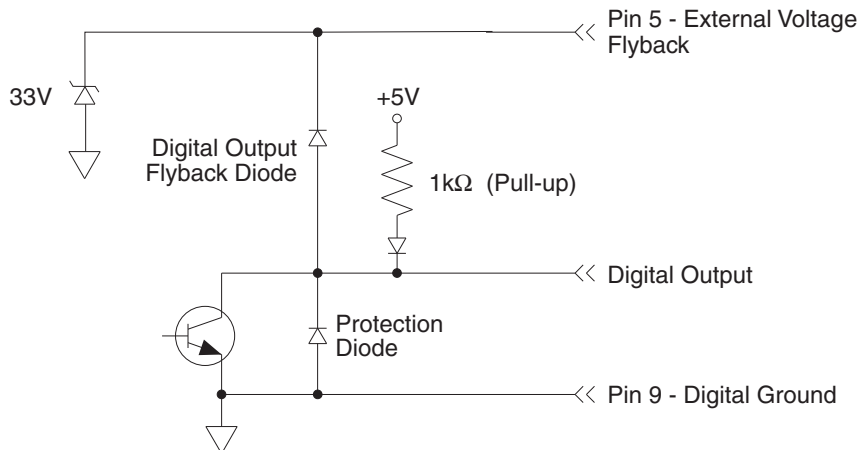 Pin 5 - External Voltage
Flyback
33V
+5V
Digital Output
Flyback Diode
1kΩ (Pull-up)
Digital Output
Protection
Diode
Pin 9 - Digital Ground